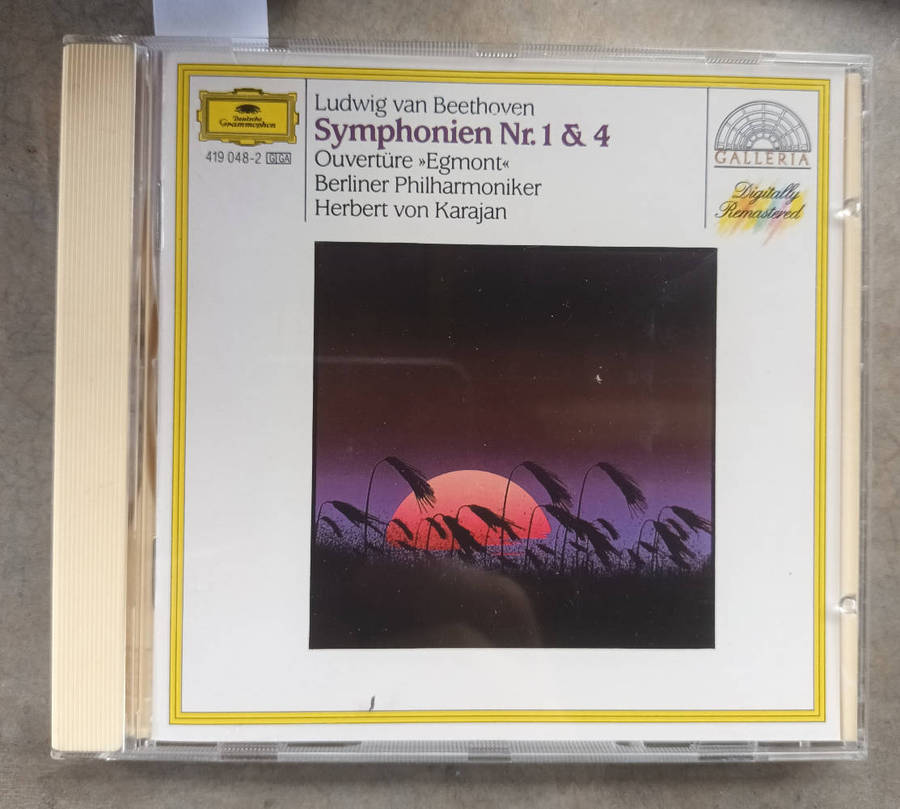 Deutsche
Grammophon
419 048-2 GIGA
Ludwig van Beethoven
Symphonien Nr. 1 & 4
Ouvertüre »Egmont«
Berliner Philharmoniker
Herbert von Karajan
GALLERIA
Digitally
Remastered